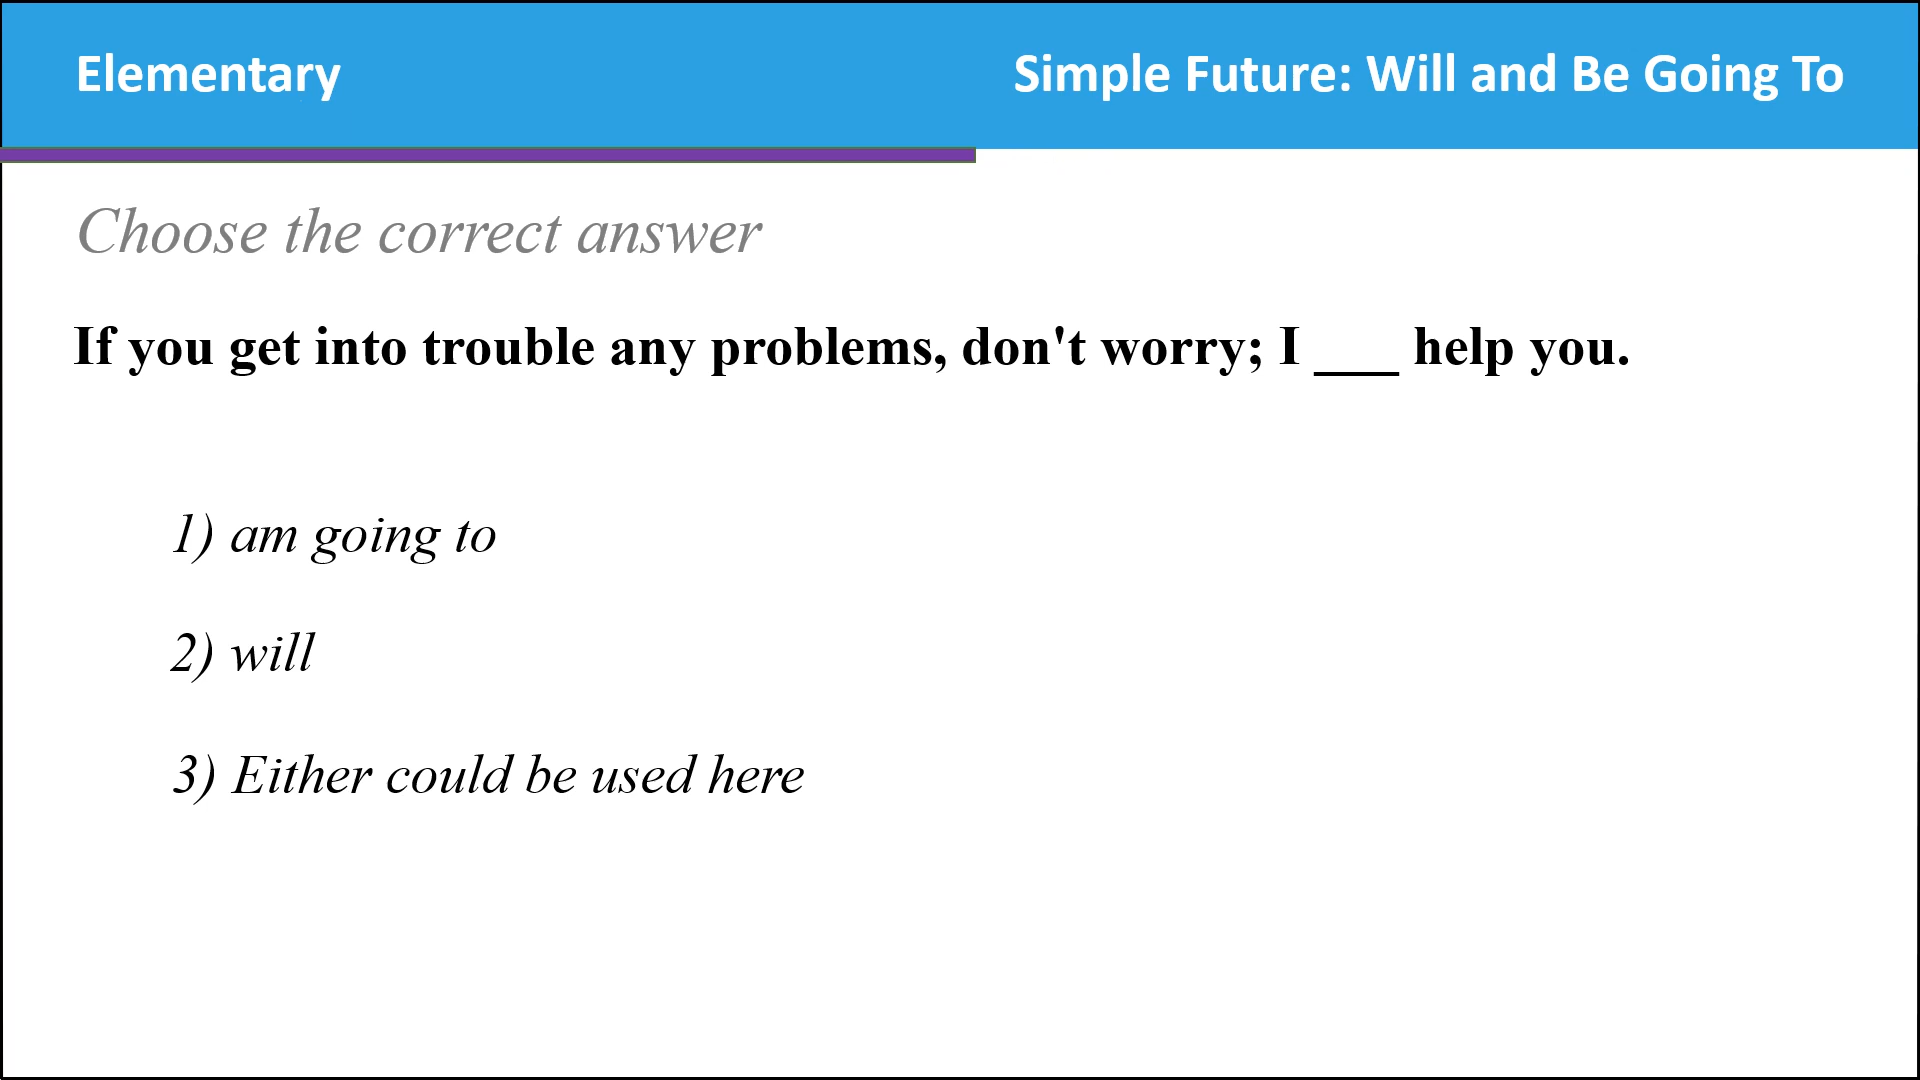 Elementary
Simple Future: Will and Be Going To
Choose the correct answer
If you get into trouble any problems, don't worry; I ___ help you.
1) am going to
2) will
3) Either could be used here